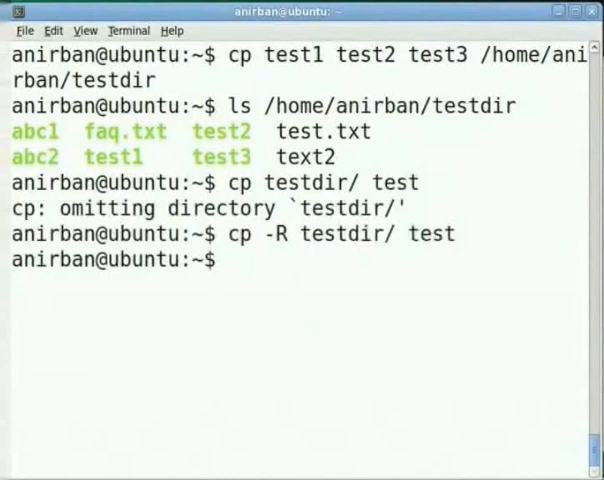 anirban@ubuntu: ~
File Edit View Terminal Help
anirban@ubuntu:~$ cp test1 test2 test3 /home/ani
rban/testdir
anirban@ubuntu:~$ ls /home/anirban/testdir
abc1 faq.txt test2 test.txt
abc2 test1 test3 text2
anirban@ubuntu:~$ cp testdir/ test
cp: omitting directory `testdir/'
anirban@ubuntu:~$ cp -R testdir/ test
anirban@ubuntu:~$